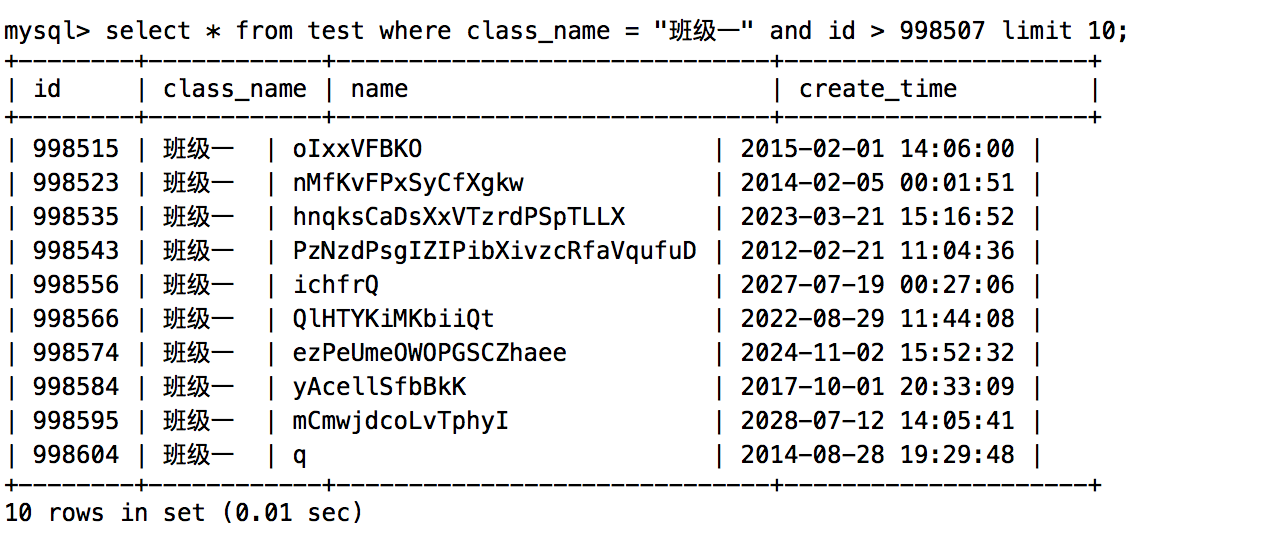 mysql> select * from test where class_name = "班级一" and id > 998507 limit 10;
+--------+------------+------------------------------+---------------------+
| id     | class_name | name                         | create_time         |
+--------+------------+------------------------------+---------------------+
| 998515 | 班级一  | oIxxVFBKO                    | 2015-02-01 14:06:00 |
| 998523 | 班级一  | nMfKvFPxSyCfXgkw             | 2014-02-05 00:01:51 |
| 998535 | 班级一  | hnqksCaDsXxVTzrdPSpTLLX      | 2023-03-21 15:16:52 |
| 998543 | 班级一  | PzNzdPsgIZIPibXivzcRfaVqufuD | 2012-02-21 11:04:36 |
| 998556 | 班级一  | ichfrQ                       | 2027-07-19 00:27:06 |
| 998566 | 班级一  | QlHTYKiMKbiiQt               | 2022-08-29 11:44:08 |
| 998574 | 班级一  | ezPeUmeOWOPGSCZhaee          | 2024-11-02 15:52:32 |
| 998584 | 班级一  | yAcellSfbBkK                 | 2017-10-01 20:33:09 |
| 998595 | 班级一  | mCmwjdcoLvTphyI              | 2028-07-12 14:05:41 |
| 998604 | 班级一  | q                            | 2014-08-28 19:29:48 |
+--------+------------+------------------------------+---------------------+
10 rows in set (0.01 sec)